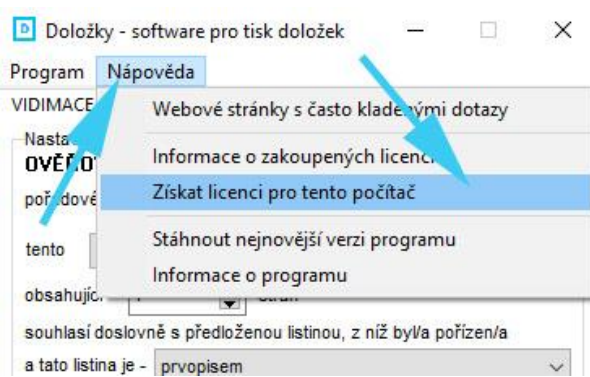 D Doložky - software pro tisk doložek
Program Nápověda
VIDIMACE
Webové stránky s často kladenými dotazy
Informace o zakoupených
Získat licenci pro tento počítač
Stáhnout nejnovější verzi programu
Informace o programu
tento
souhlasí doslovně s předloženou listinou, z níž byl/a pořízen/a
a tato listina je - prvopisem